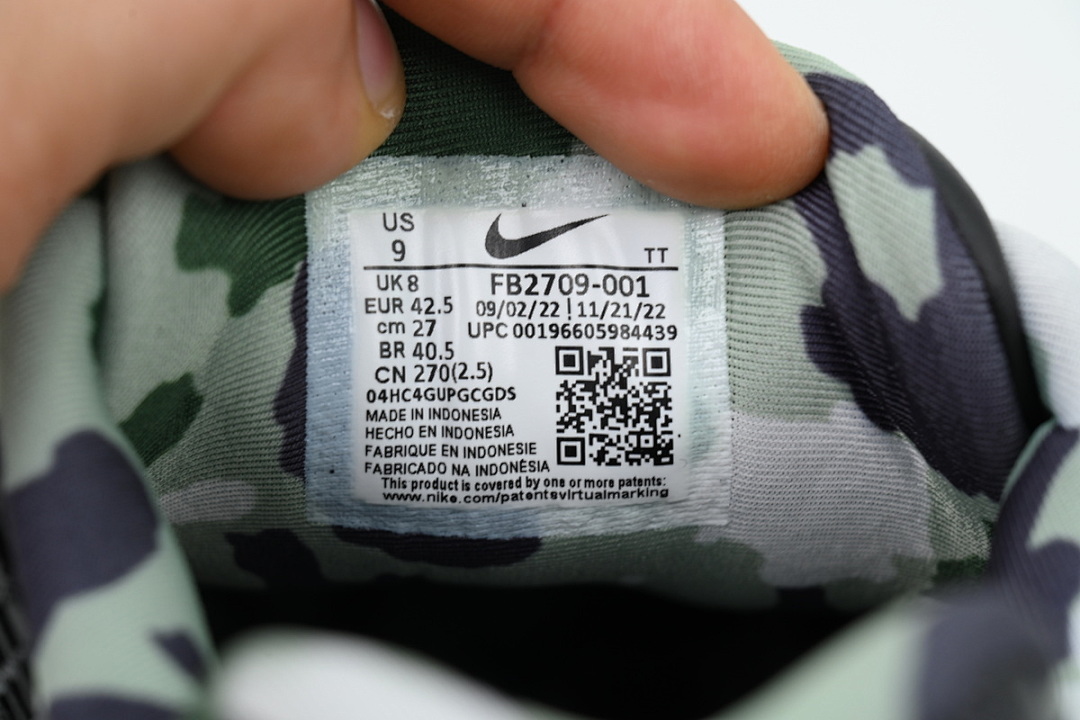 US
9
TT
UK 8
FB2709-001
EUR 42.5
09/02/22 | 11/21/22
cm 27
UPC 00196605984439
BR 40.5
CN 270(2.5)
04HC4GUPGCGDS
MADE IN INDONESIA
HECHO EN INDONESIA
FABRIQUE EN INDONESIE
FABRICADO NA INDONÉSIA
This product is covered by one or more patents:
www.nike.com/patentsvirtualmarking